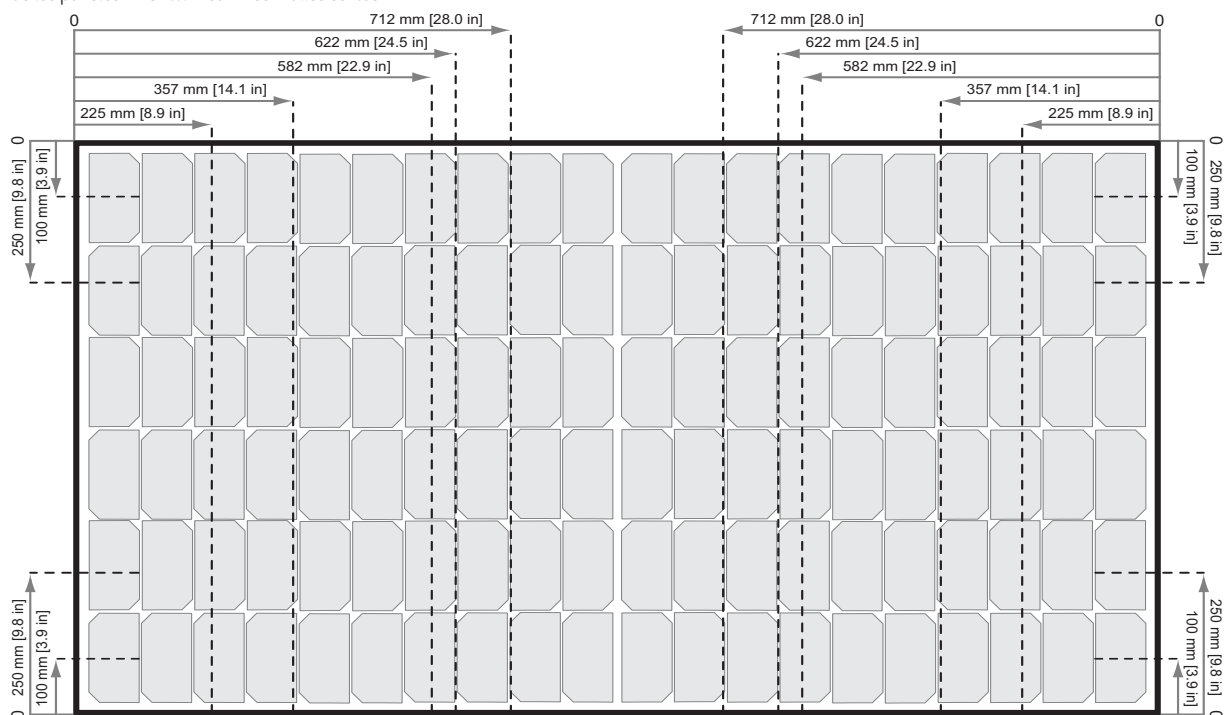 0
0
712 mm [28.0 in]
712 mm [28.0 in]
622 mm [24.5 in]
622 mm [24.5 in]
582 mm [22.9 in]
582 mm [22.9 in]
357 mm [14.1 in]
357 mm [14.1 in]
225 mm [8.9 in]
225 mm [8.9 in]
0
250 mm [9.8 in]
100 mm [3.9 in]
0
100 mm [3.9 in]
250 mm [9.8 in]
250 mm [9.8 in]
100 mm [3.9 in]
0
100 mm [3.9 in]
250 mm [9.8 in]
0